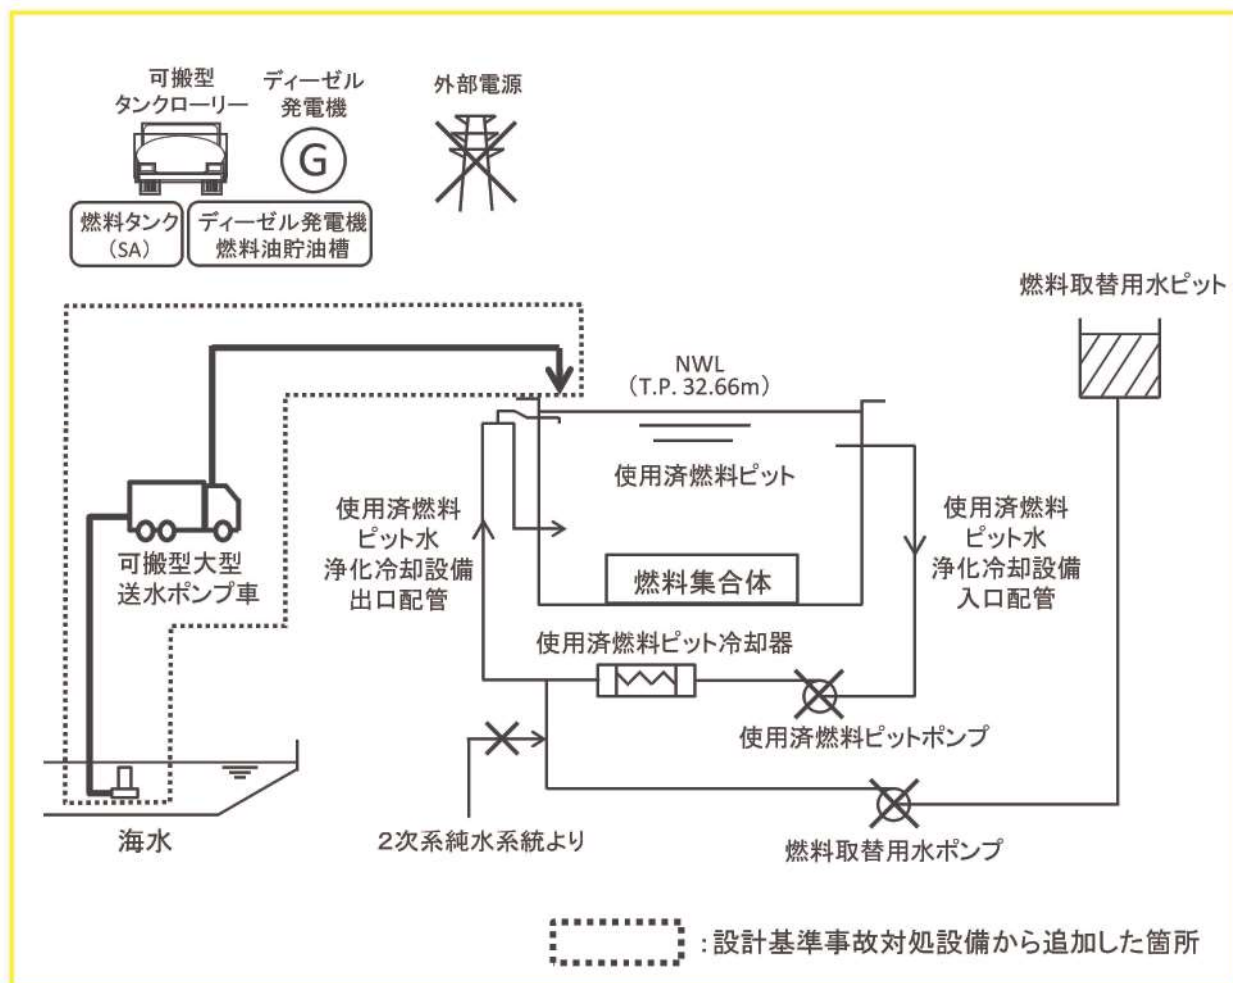 可搬型
タンクローリー
ディーゼル
発電機
外部電源
G
燃料タンク
(SA)
ディーゼル発電機
燃料油貯油槽
燃料取替用水ピット
NWL
(T.P. 32.66m)
使用済燃料ピット
使用済燃料
ピット水
浄化冷却設備
出口配管
使用済燃料
ピット水
浄化冷却設備
入口配管
可搬型大型
送水ポンプ車
燃料集合体
使用済燃料ピット冷却器
使用済燃料ピットポンプ
海水
2次系純水系統より
燃料取替用水ポンプ
:設計基準事故対処設備から追加した箇所